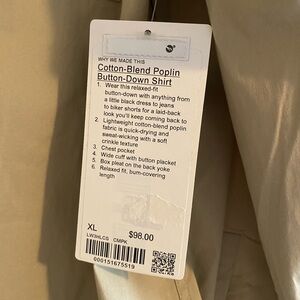 WHY WE MADE THIS
Cotton-Blend Poplin
Button-Down Shirt
1. Wear this relaxed-fit
button-down with anything from
a little black dress to jeans
to biker shorts for a laid-back
look you'll keep coming back to
2. Lightweight cotton-blend poplin
fabric is quick-drying and
sweat-wicking with a soft
crinkle texture
3. Chest pocket
4. Wide cuff with button placket
5. Box pleat on the back yoke
6. Relaxed fit, bum-covering
length
XL $98.00
LW3HLCS CMPK
000151675519